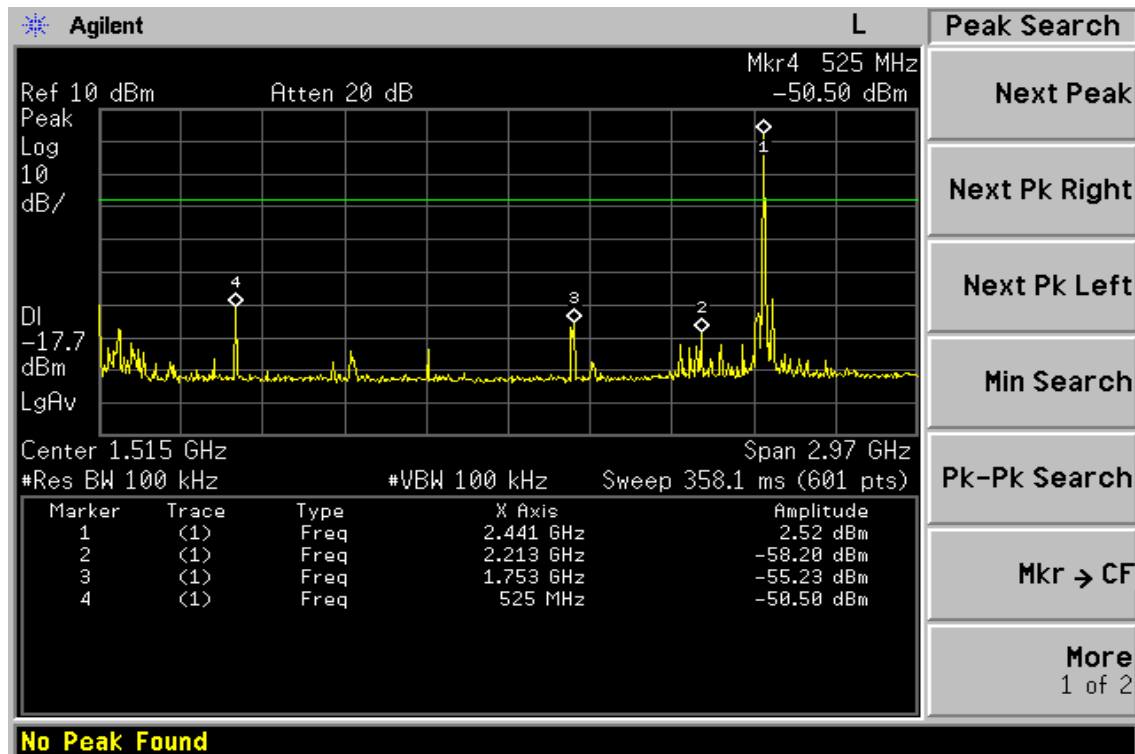 Agilent L Peak Search
Mkr4 525 MHz
Ref 10 dBm Atten 20 dB -50.50 dBm
Peak
Log
10
dB/
1
4
3
2
DI
-17.7
dBm
LgAv
Center 1.515 GHz Span 2.97 GHz
#Res BW 100 kHz #VBW 100 kHz Sweep 358.1 ms (601 pts)
Marker Trace Type X Axis Amplitude
1 (1) Freq 2.441 GHz 2.52 dBm
2 (1) Freq 2.213 GHz -58.20 dBm
3 (1) Freq 1.753 GHz -55.23 dBm
4 (1) Freq 525 MHz -50.50 dBm
No Peak Found
Next Peak
Next Pk Right
Next Pk Left
Min Search
Pk-Pk Search
Mkr → CF
More
1 of 2